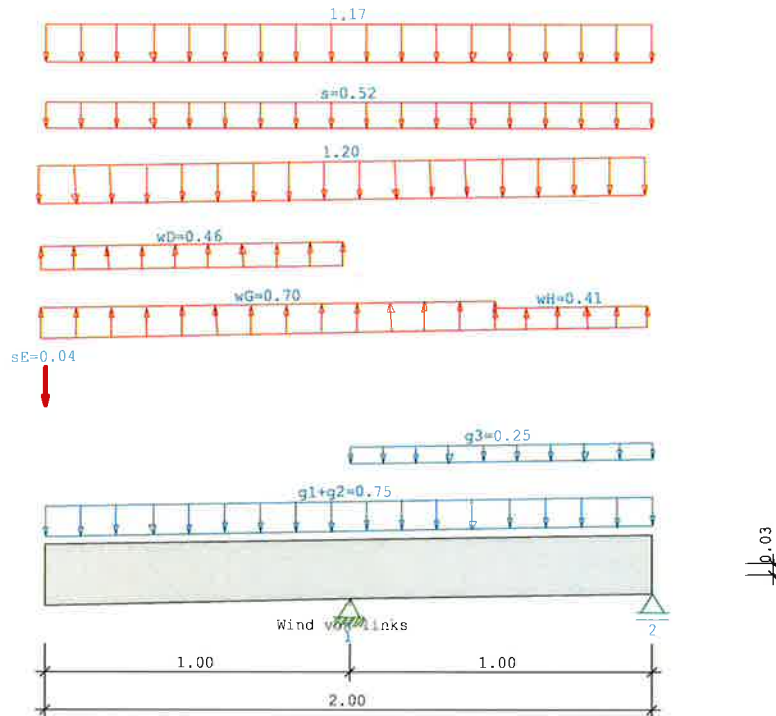 1.17
s=0.52
1.20
wD=0.46
wG=0.70
wH=0.41
sE=0.04
g3=0.25
g1+g2=0.75
0.03
Wind von links
1
2
1.00
1.00
2.00